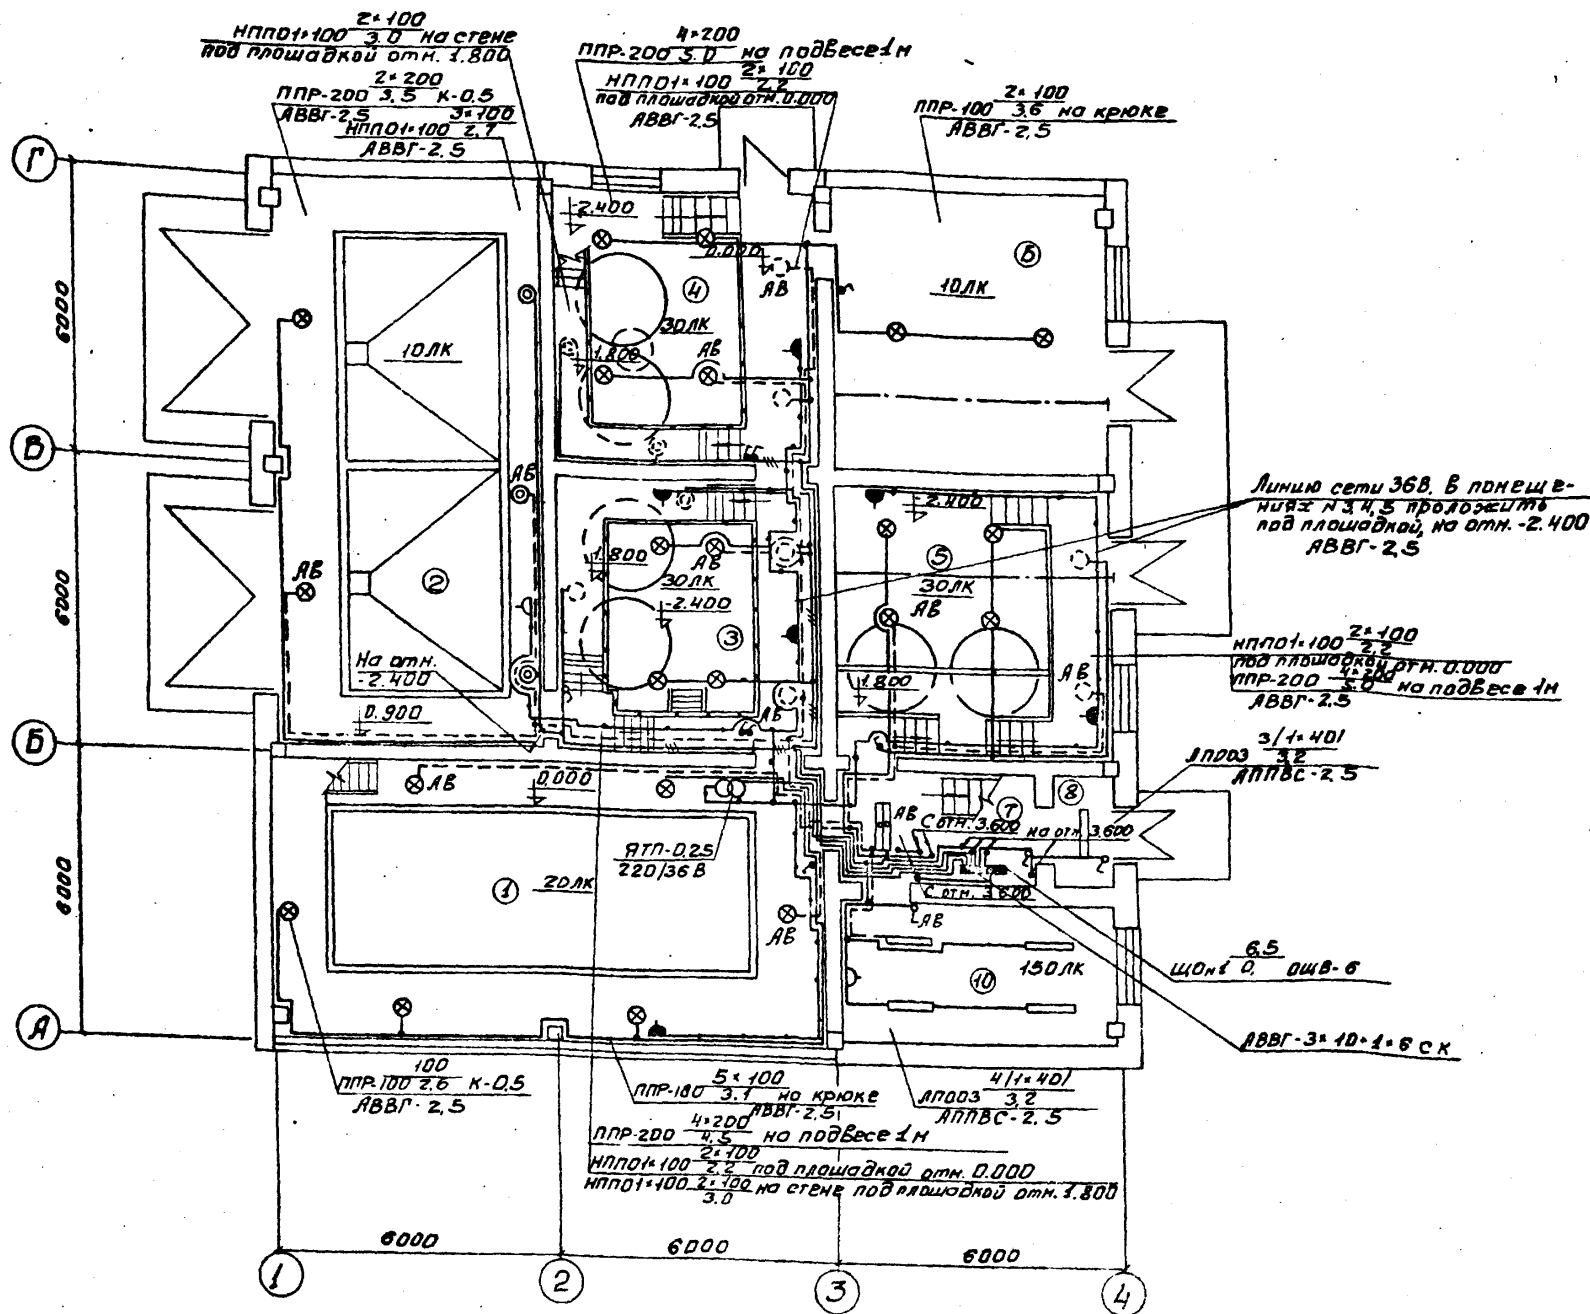 2×100
НПП01×100 3.0 на стене
под площадкой отм. 1.800
2×200
ППР-200 3.5 К-0.5
АВВГ-2,5 3×100
НПП01×100 2.7
АВВГ-2,5
4×200
ППР-200 5.0 на подвесе 1м
2×100
НПП01×100 2.2
под площадкой отм. 0.000
АВВГ-2,5
2×100
ППР-100 3.6 на крюке
АВВГ-2,5
Г
В
Б
А
6000
6000
6000
-2.400
0.000
АВ
4
30лк
АВ
1.800
6
10лк
10лк
2
АВ
АВ
На отм.
-2.400
0.900
1.800
АВ
30лк
-2.400
3
АВ
-2.400
5
30лк
АВ
АВ
1.800
Линию сети 36В. в помеще-
ниях N3,4,5 проложить
под площадкой, на отм. -2.400
АВВГ-2,5
НПП01×100 2×100
2,2
под площадкой отм. 0.000
ППР-200 4×200
5.0 на подвесе 1м
АВВГ-2,5
3/1×40/
ЛПО03 3,2
АППВС-2,5
АВ
0.000
ЯТП-0,25
220/36В
1
20лк
АВ
АВ
С отм. 3.600
7
8
на отм. 3.600
С отм. 3.600
АВ
150лк
10
6,5
ЩО№1 0, ОЩВ-6
АВВГ-3×10+1×6 СК
100
ППР-100 2.6 К-0,5
АВВГ-2,5
5×100
ППР-100 3.1 на крюке
АВВГ-2,5
4/1×40/
ЛПО03 3,2
АППВС-2,5
4×200
ППР-200 4,5 на подвесе 1м
2×100
НПП01×100 2,2 под площадкой отм. 0.000
НПП01×100 2×100 на стене под площадкой отм. 1.800
3.0
6000
6000
6000
1
2
3
4